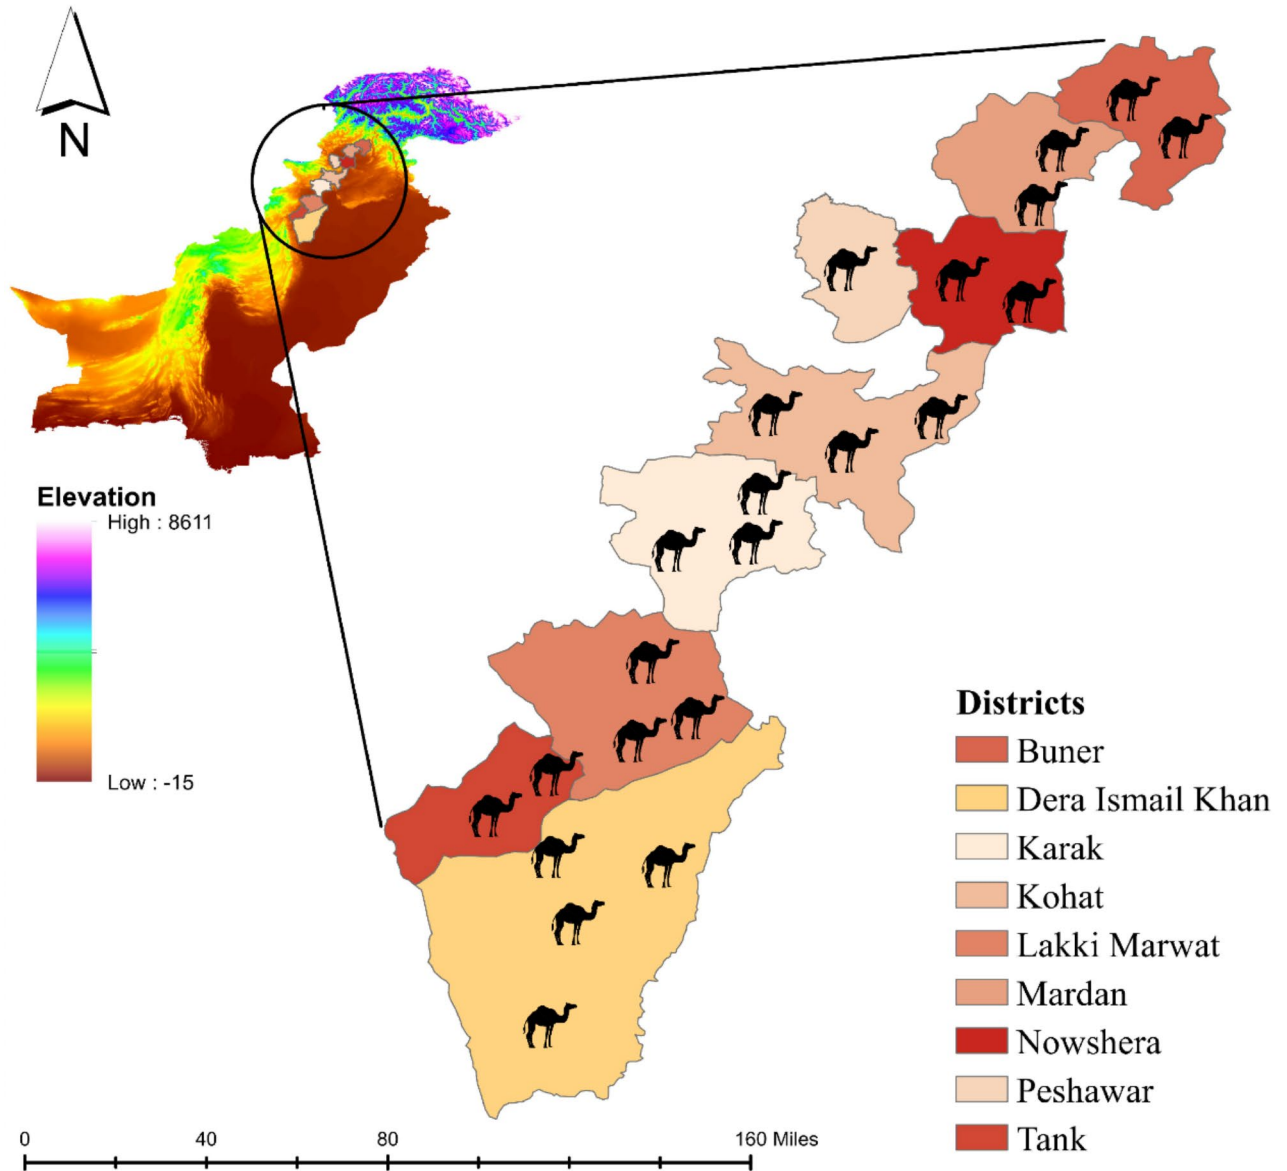 N
Elevation
High : 8611
Low : -15
Districts
Buner
Dera Ismail Khan
Karak
Kohat
Lakki Marwat
Mardan
Nowshera
Peshawar
Tank
0 40 80 160 Miles